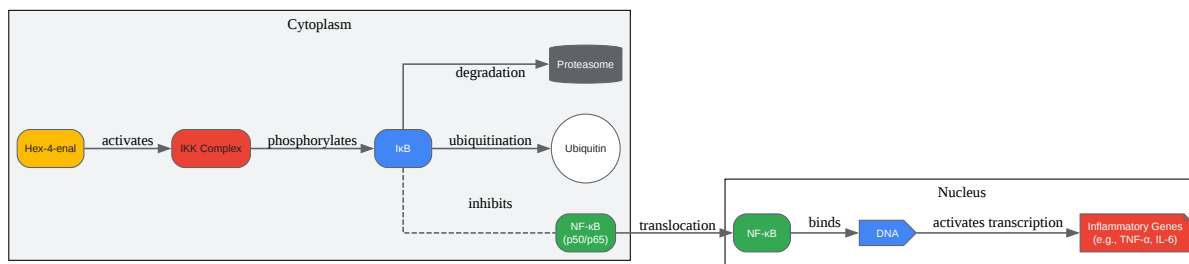 Cytoplasm
Proteasome
degradation
Hex-4-enal
activates
IKK Complex
phosphorylates
IκB
ubiquitination
Ubiquitin
inhibits
NF-κB
(p50/p65)
translocation
Nucleus
NF-κB
binds
DNA
activates transcription
Inflammatory Genes
(e.g., TNF-α, IL-6)